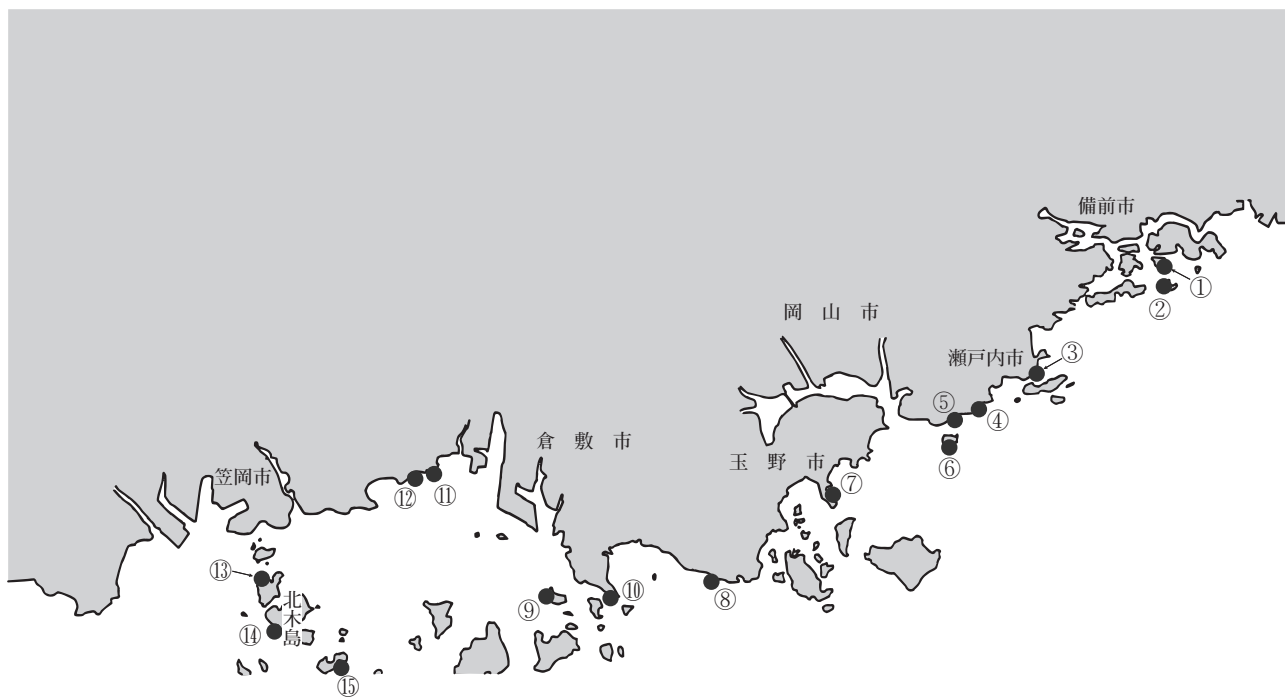 備前市
①
②
岡山市
瀬戸内市
③
⑤
④
倉敷市
玉野市
⑥
笠岡市
⑦
⑫
⑪
⑬
⑨
⑩
⑧
北木島
⑭
⑮